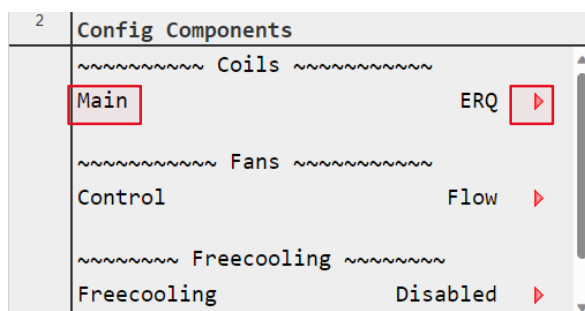 2
Config Components
~~~~~~~~~~ Coils ~~~~~~~~~~~
Main ERQ
~~~~~~~~~~~ Fans ~~~~~~~~~~~
Control Flow
~~~~~~~~ Freecooling ~~~~~~~~
Freecooling Disabled